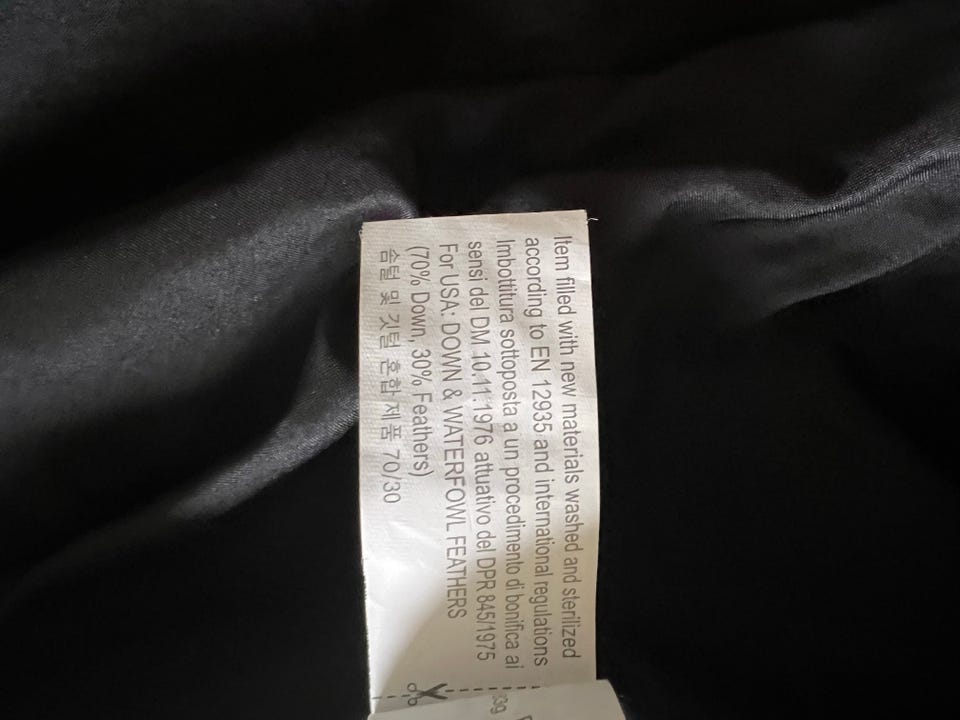 Item filled with new materials washed and sterilized
according to EN 12935 and international regulations
Imbottitura sottoposta a un procedimento di bonifica ai
sensi del DM 10.11.1976 attuativo del DPR 845/1975
For USA: DOWN & WATERFOWL FEATHERS
(70% Down, 30% Feathers)
솜털 및 깃털 혼합 제품 70/30